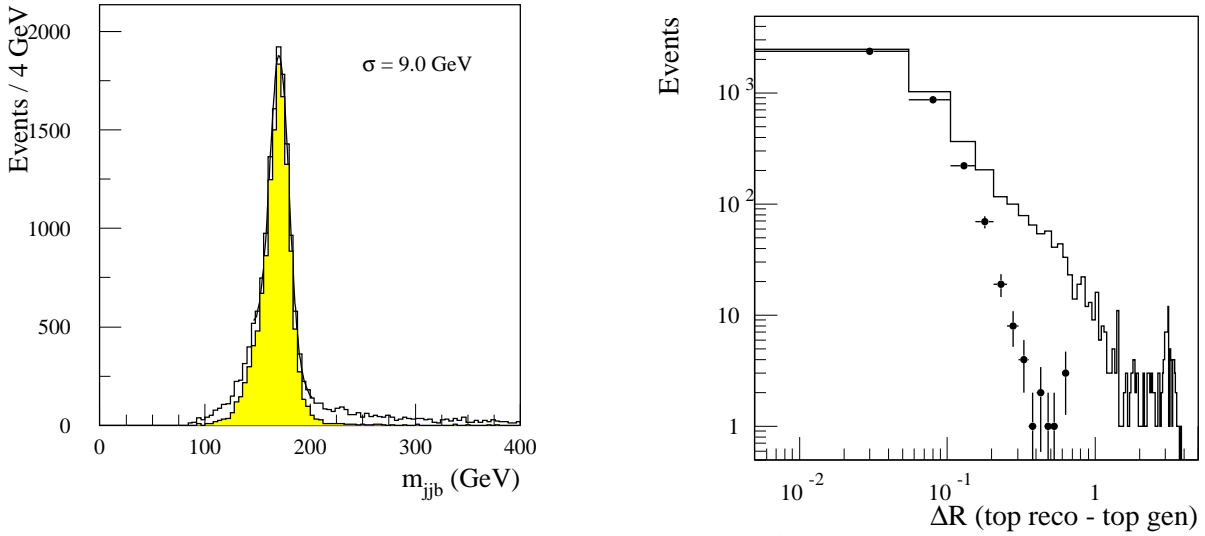 Events / 4 GeV
2000
1500
1000
500
0
σ = 9.0 GeV
0 100 200 300 400
m_jjb (GeV)
Events
10^3
10^2
10
1
10^-2 10^-1 1
ΔR (top reco - top gen)